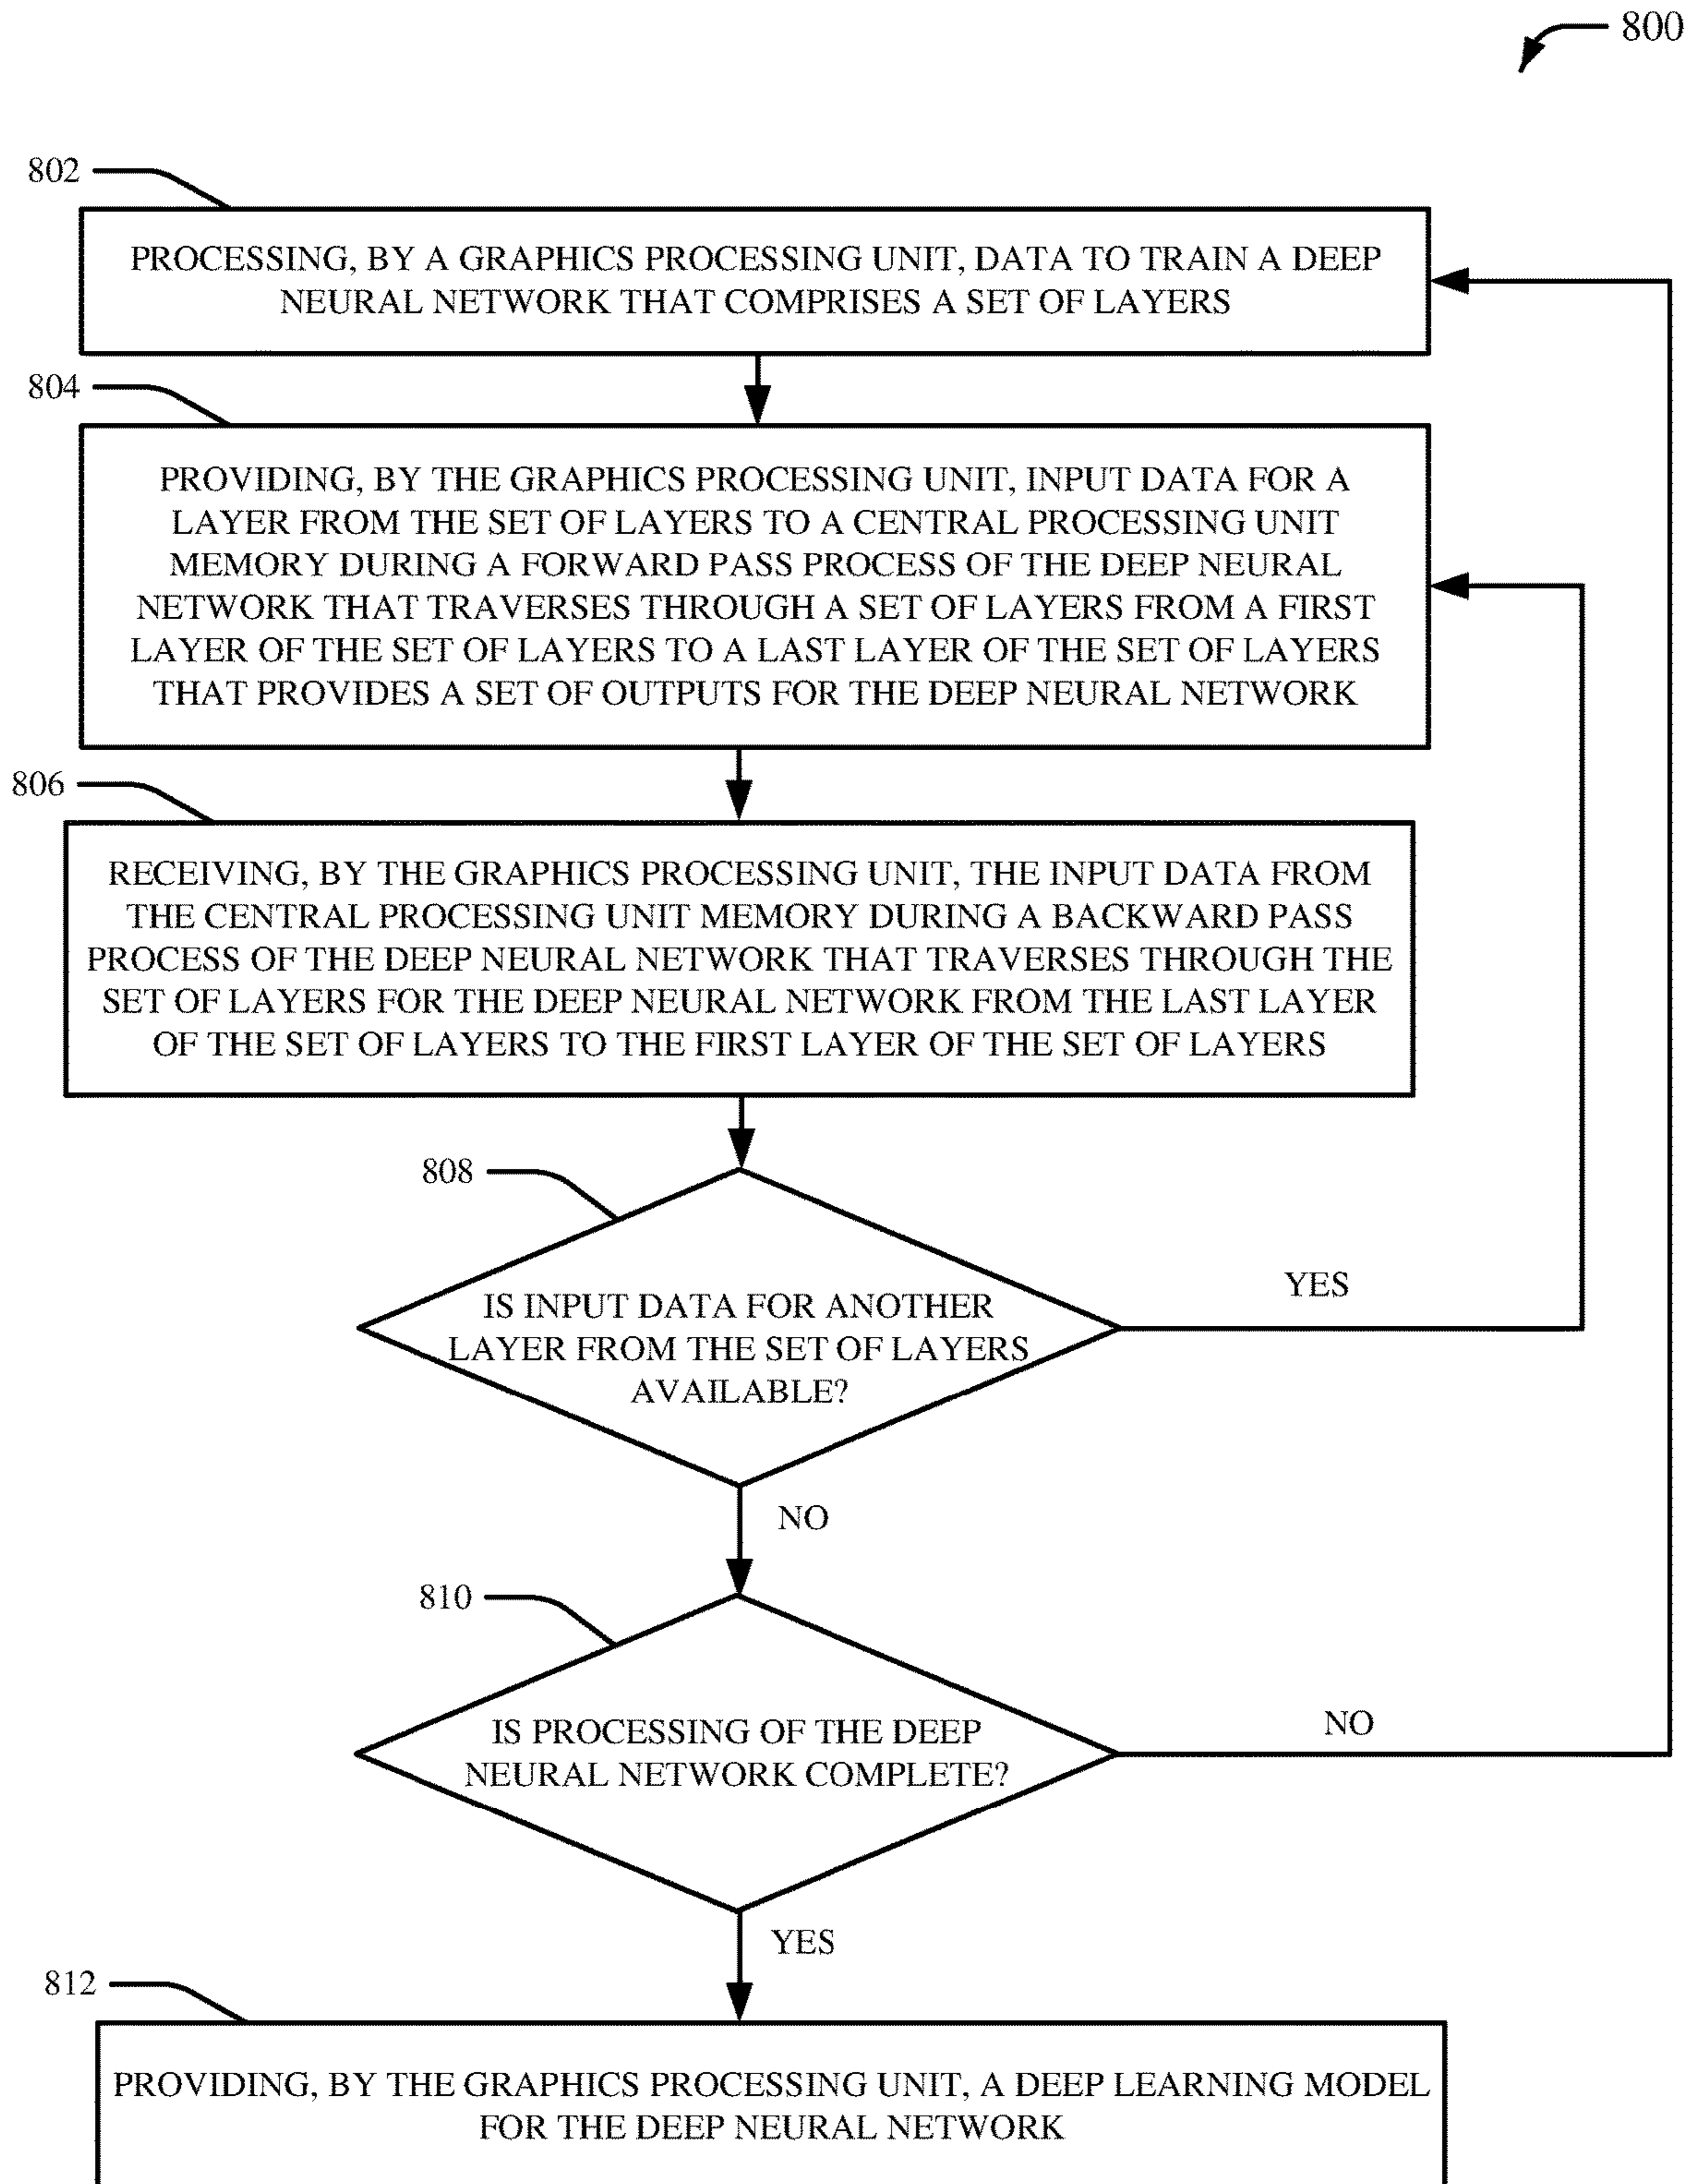 800
802
PROCESSING, BY A GRAPHICS PROCESSING UNIT, DATA TO TRAIN A DEEP
NEURAL NETWORK THAT COMPRISES A SET OF LAYERS
804
PROVIDING, BY THE GRAPHICS PROCESSING UNIT, INPUT DATA FOR A
LAYER FROM THE SET OF LAYERS TO A CENTRAL PROCESSING UNIT
MEMORY DURING A FORWARD PASS PROCESS OF THE DEEP NEURAL
NETWORK THAT TRAVERSES THROUGH A SET OF LAYERS FROM A FIRST
LAYER OF THE SET OF LAYERS TO A LAST LAYER OF THE SET OF LAYERS
THAT PROVIDES A SET OF OUTPUTS FOR THE DEEP NEURAL NETWORK
806
RECEIVING, BY THE GRAPHICS PROCESSING UNIT, THE INPUT DATA FROM
THE CENTRAL PROCESSING UNIT MEMORY DURING A BACKWARD PASS
PROCESS OF THE DEEP NEURAL NETWORK THAT TRAVERSES THROUGH THE
SET OF LAYERS FOR THE DEEP NEURAL NETWORK FROM THE LAST LAYER
OF THE SET OF LAYERS TO THE FIRST LAYER OF THE SET OF LAYERS
808
IS INPUT DATA FOR ANOTHER
LAYER FROM THE SET OF LAYERS
AVAILABLE?
YES
NO
810
IS PROCESSING OF THE DEEP
NEURAL NETWORK COMPLETE?
NO
YES
812
PROVIDING, BY THE GRAPHICS PROCESSING UNIT, A DEEP LEARNING MODEL
FOR THE DEEP NEURAL NETWORK